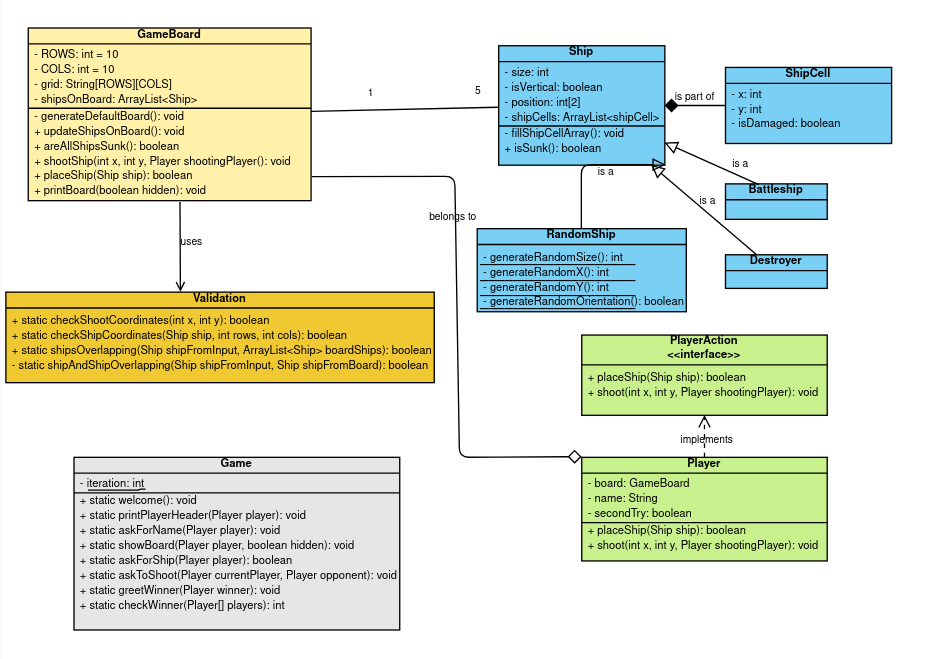 GameBoard
- ROWS: int = 10
- COLS: int = 10
- grid: String[ROWS][COLS]
- shipsOnBoard: ArrayList<Ship>
- generateDefaultBoard(): void
+ updateShipsOnBoard(): void
+ areAllShipsSunk(): boolean
+ shootShip(int x, int y, Player shootingPlayer(): void
+ placeShip(Ship ship): boolean
+ printBoard(boolean hidden): void
1
5
Ship
- size: int
- isVertical: boolean
- position: int[2]
- shipCells: ArrayList<shipCell>
- fillShipCellArray(): void
+ isSunk(): boolean
is part of
ShipCell
- x: int
- y: int
- isDamaged: boolean
is a
is a
is a
Battleship
Destroyer
belongs to
uses
RandomShip
- generateRandomSize(): int
- generateRandomX(): int
- generateRandomY(): int
- generateRandomOrientation(): boolean
Validation
+ static checkShootCoordinates(int x, int y): boolean
+ static checkShipCoordinates(Ship ship, int rows, int cols): boolean
+ static shipsOverlapping(Ship shipFromInput, ArrayList<Ship> boardShips): boolean
- static shipAndShipOverlapping(Ship shipFromInput, Ship shipFromBoard): boolean
PlayerAction
<<interface>>
+ placeShip(Ship ship): boolean
+ shoot(int x, int y, Player shootingPlayer): void
implements
Game
- iteration: int
+ static welcome(): void
+ static printPlayerHeader(Player player): void
+ static askForName(Player player): void
+ static showBoard(Player player, boolean hidden): void
+ static askForShip(Player player): boolean
+ static askToShoot(Player currentPlayer, Player opponent): void
+ static greetWinner(Player winner): void
+ static checkWinner(Player[] players): int
Player
- board: GameBoard
- name: String
- secondTry: boolean
+ placeShip(Ship ship): boolean
+ shoot(int x, int y, Player shootingPlayer): void